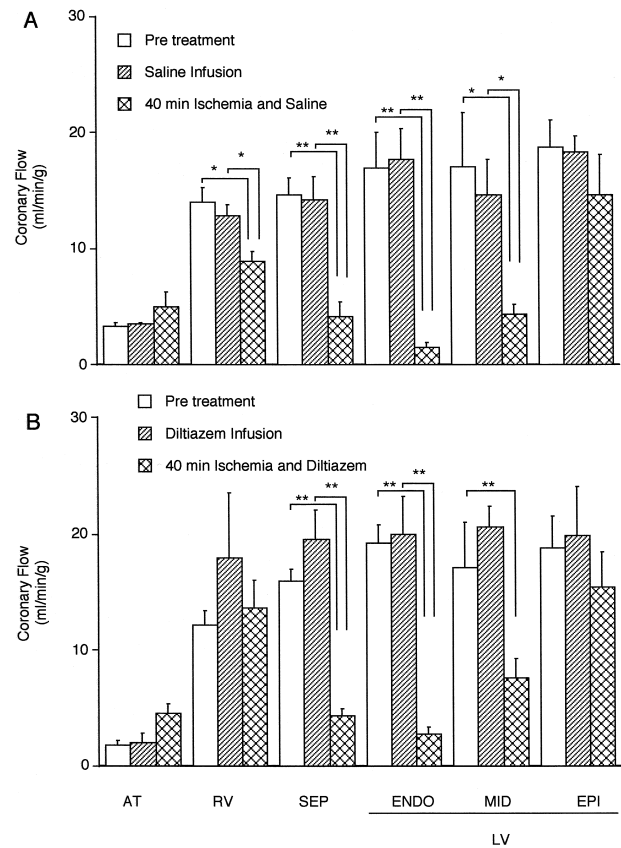 A
30
Pre treatment
Saline Infusion
40 min Ischemia and Saline
** ** ** ** * *
20
* *
Coronary Flow
(ml/min/g)
10
0
B
30
Pre treatment
Diltiazem Infusion
40 min Ischemia and Diltiazem
** ** ** ** **
20
Coronary Flow
(ml/min/g)
10
0
AT RV SEP ENDO MID EPI
LV